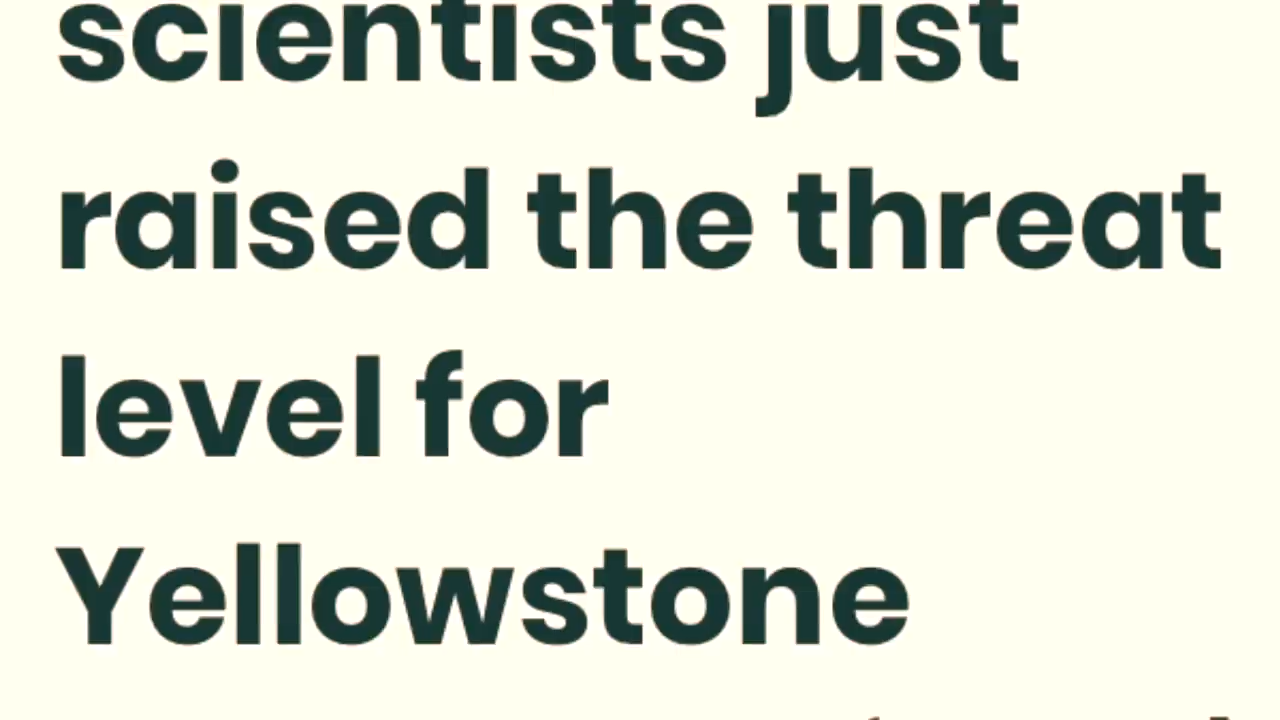 scientists just
raised the threat
level for
Yellowstone